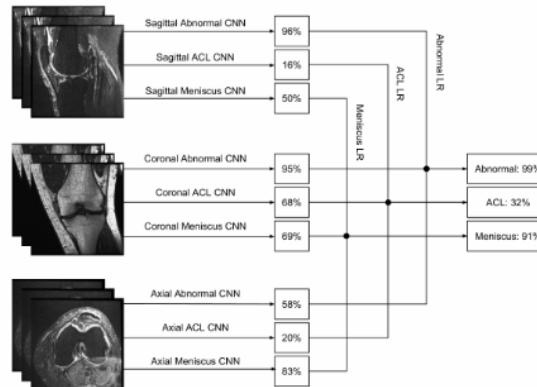 Sagittal Abnormal CNN
96%
Sagittal ACL CNN
16%
Sagittal Meniscus CNN
50%
Abnormal LR
ACL LR
Meniscus LR
Coronal Abnormal CNN
95%
Abnormal: 99%
Coronal ACL CNN
68%
ACL: 32%
Coronal Meniscus CNN
69%
Meniscus: 91%
Axial Abnormal CNN
58%
Axial ACL CNN
20%
Axial Meniscus CNN
83%